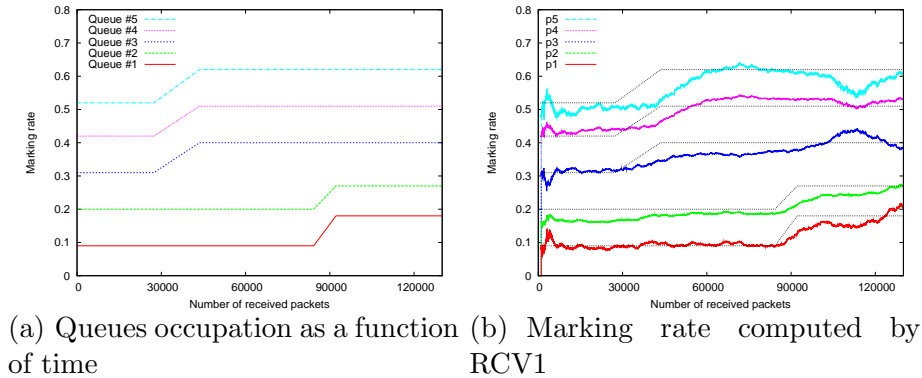 Marking rate
0.8
0.7
0.6
0.5
0.4
0.3
0.2
0.1
0
Queue #5
Queue #4
Queue #3
Queue #2
Queue #1
0 30000 60000 90000 120000
Number of received packets
(a) Queues occupation as a function
of time
Marking rate
0.8
0.7
0.6
0.5
0.4
0.3
0.2
0.1
0
p5
p4
p3
p2
p1
0 30000 60000 90000 120000
Number of received packets
(b) Marking rate computed by
RCV1